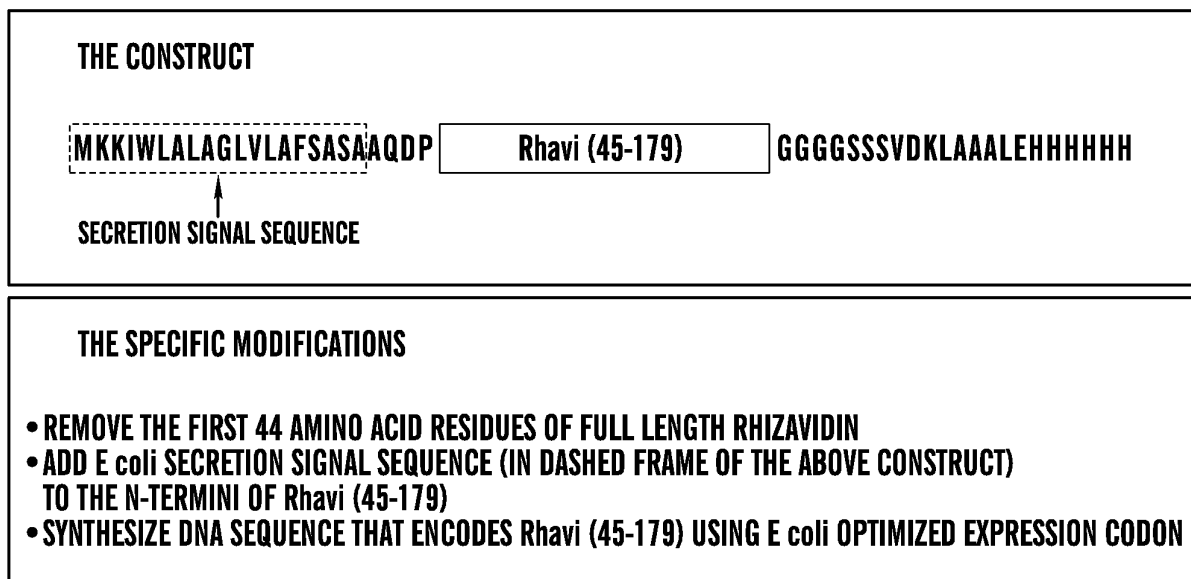 THE CONSTRUCT
MKKIWLALAGLVLAFSASAAQDP Rhavi (45-179) GGGGSSSVDKLAAALEHHHHHH
SECRETION SIGNAL SEQUENCE
THE SPECIFIC MODIFICATIONS
• REMOVE THE FIRST 44 AMINO ACID RESIDUES OF FULL LENGTH RHIZAVIDIN
• ADD E coli SECRETION SIGNAL SEQUENCE (IN DASHED FRAME OF THE ABOVE CONSTRUCT)
TO THE N-TERMINI OF Rhavi (45-179)
• SYNTHESIZE DNA SEQUENCE THAT ENCODES Rhavi (45-179) USING E coli OPTIMIZED EXPRESSION CODON